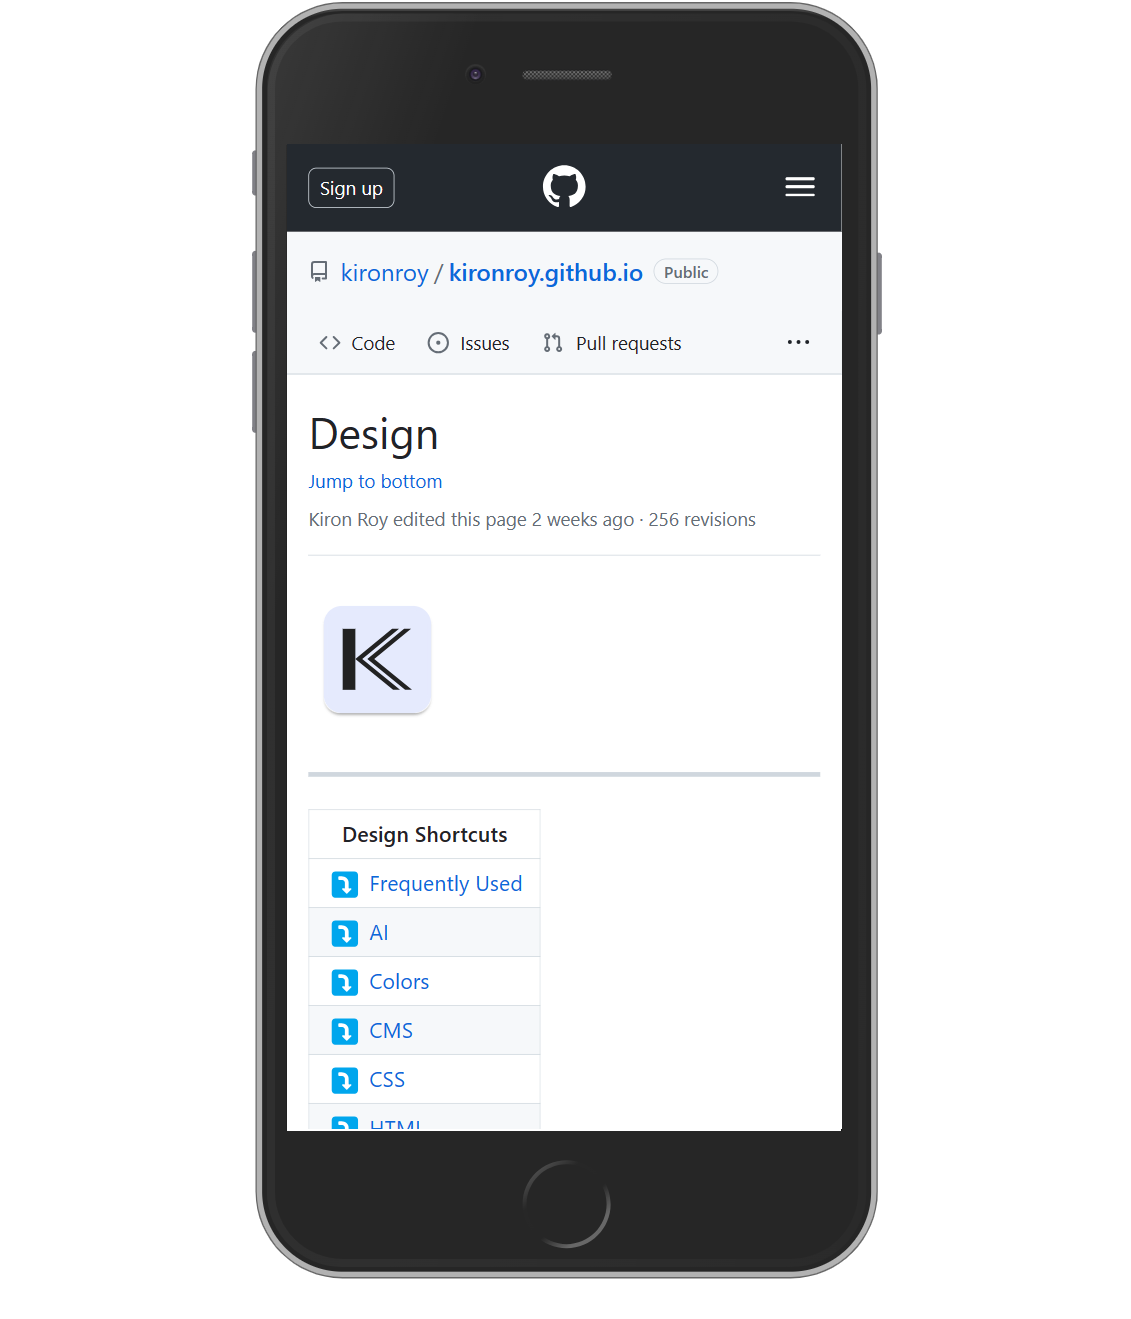 Sign up
kironroy / kironroy.github.io Public
Code Issues Pull requests
Design
Jump to bottom
Kiron Roy edited this page 2 weeks ago · 256 revisions
K
Design Shortcuts
Frequently Used
AI
Colors
CMS
CSS
HTML